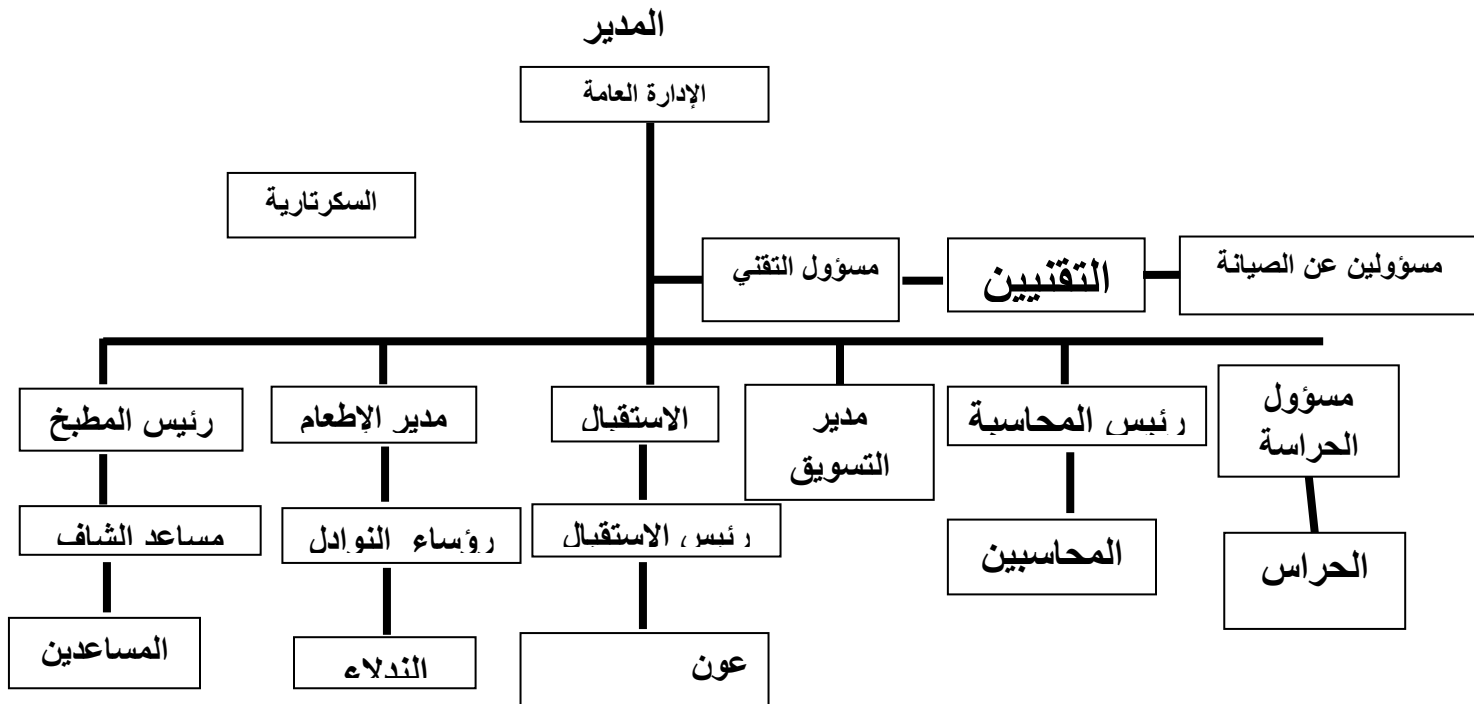 المدير
الإدارة العامة
السكرتارية
مسؤول التقني
التقنيين
مسؤولين عن الصيانة
رئيس المطبخ
مدير الإطعام
الاستقبال
مدير
التسويق
رئيس المحاسبة
مسؤول
الحراسة
مساعد الشاف
رؤساء النوادل
رئيس الاستقبال
المحاسبين
الحراس
المساعدين
الندلاء
عون